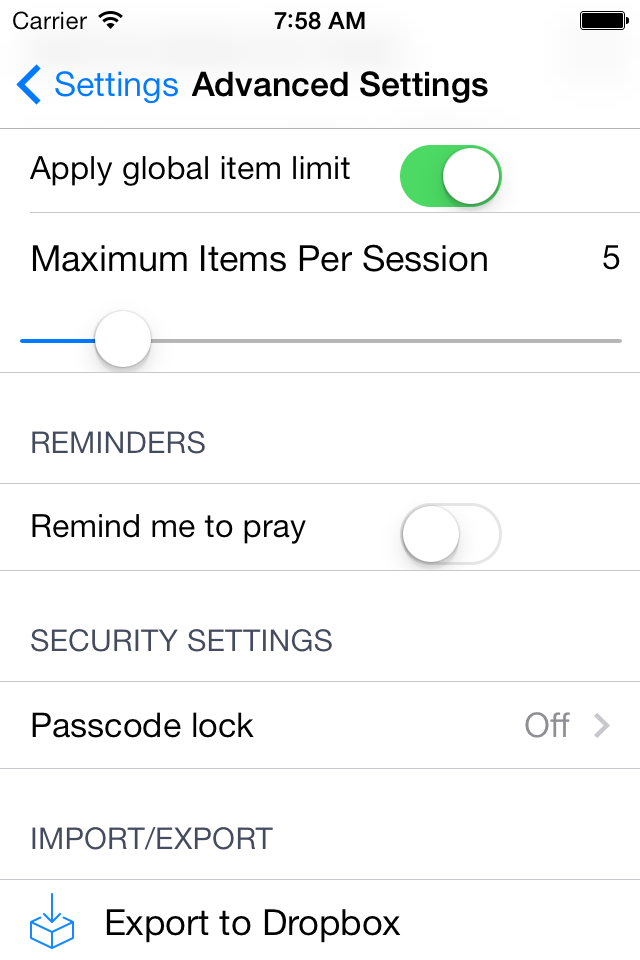 Carrier 7:58 AM
Settings Advanced Settings
Apply global item limit
Maximum Items Per Session 5
REMINDERS
Remind me to pray
SECURITY SETTINGS
Passcode lock Off
IMPORT/EXPORT
Export to Dropbox